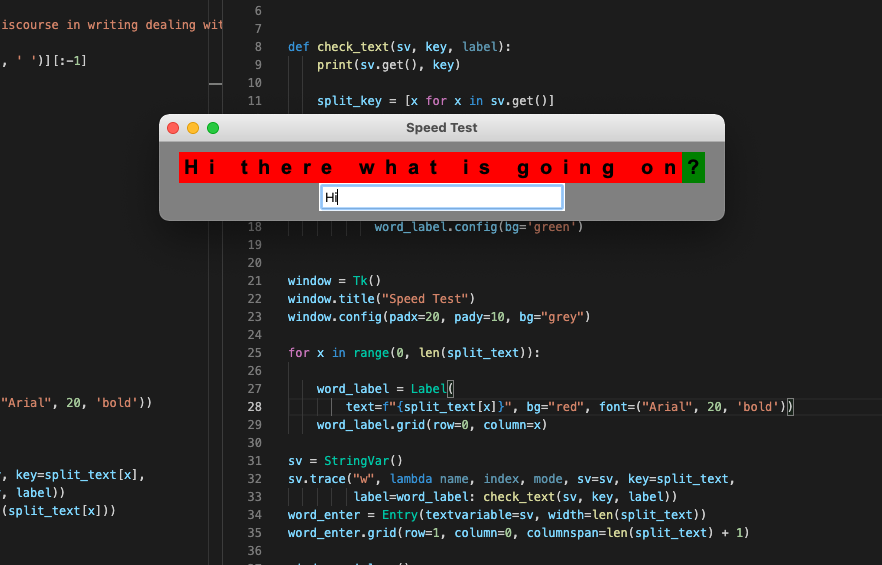 iscourse in writing dealing wit
, ' ')][:-1]
"Arial", 20, 'bold'))
, key=split_text[x],
, label))
(split_text[x]))
6
7
8 def check_text(sv, key, label):
9 print(sv.get(), key)
10
11 split_key = [x for x in sv.get()]
Speed Test
Hi there what is going on?
Hi
18 word_label.config(bg='green')
19
20
21 window = Tk()
22 window.title("Speed Test")
23 window.config(padx=20, pady=10, bg="grey")
24
25 for x in range(0, len(split_text)):
26
27 word_label = Label(
28 text=f"{split_text[x]}", bg="red", font=("Arial", 20, 'bold'))
29 word_label.grid(row=0, column=x)
30
31 sv = StringVar()
32 sv.trace("w", lambda name, index, mode, sv=sv, key=split_text,
33 label=word_label: check_text(sv, key, label))
34 word_enter = Entry(textvariable=sv, width=len(split_text))
35 word_enter.grid(row=1, column=0, columnspan=len(split_text) + 1)
36